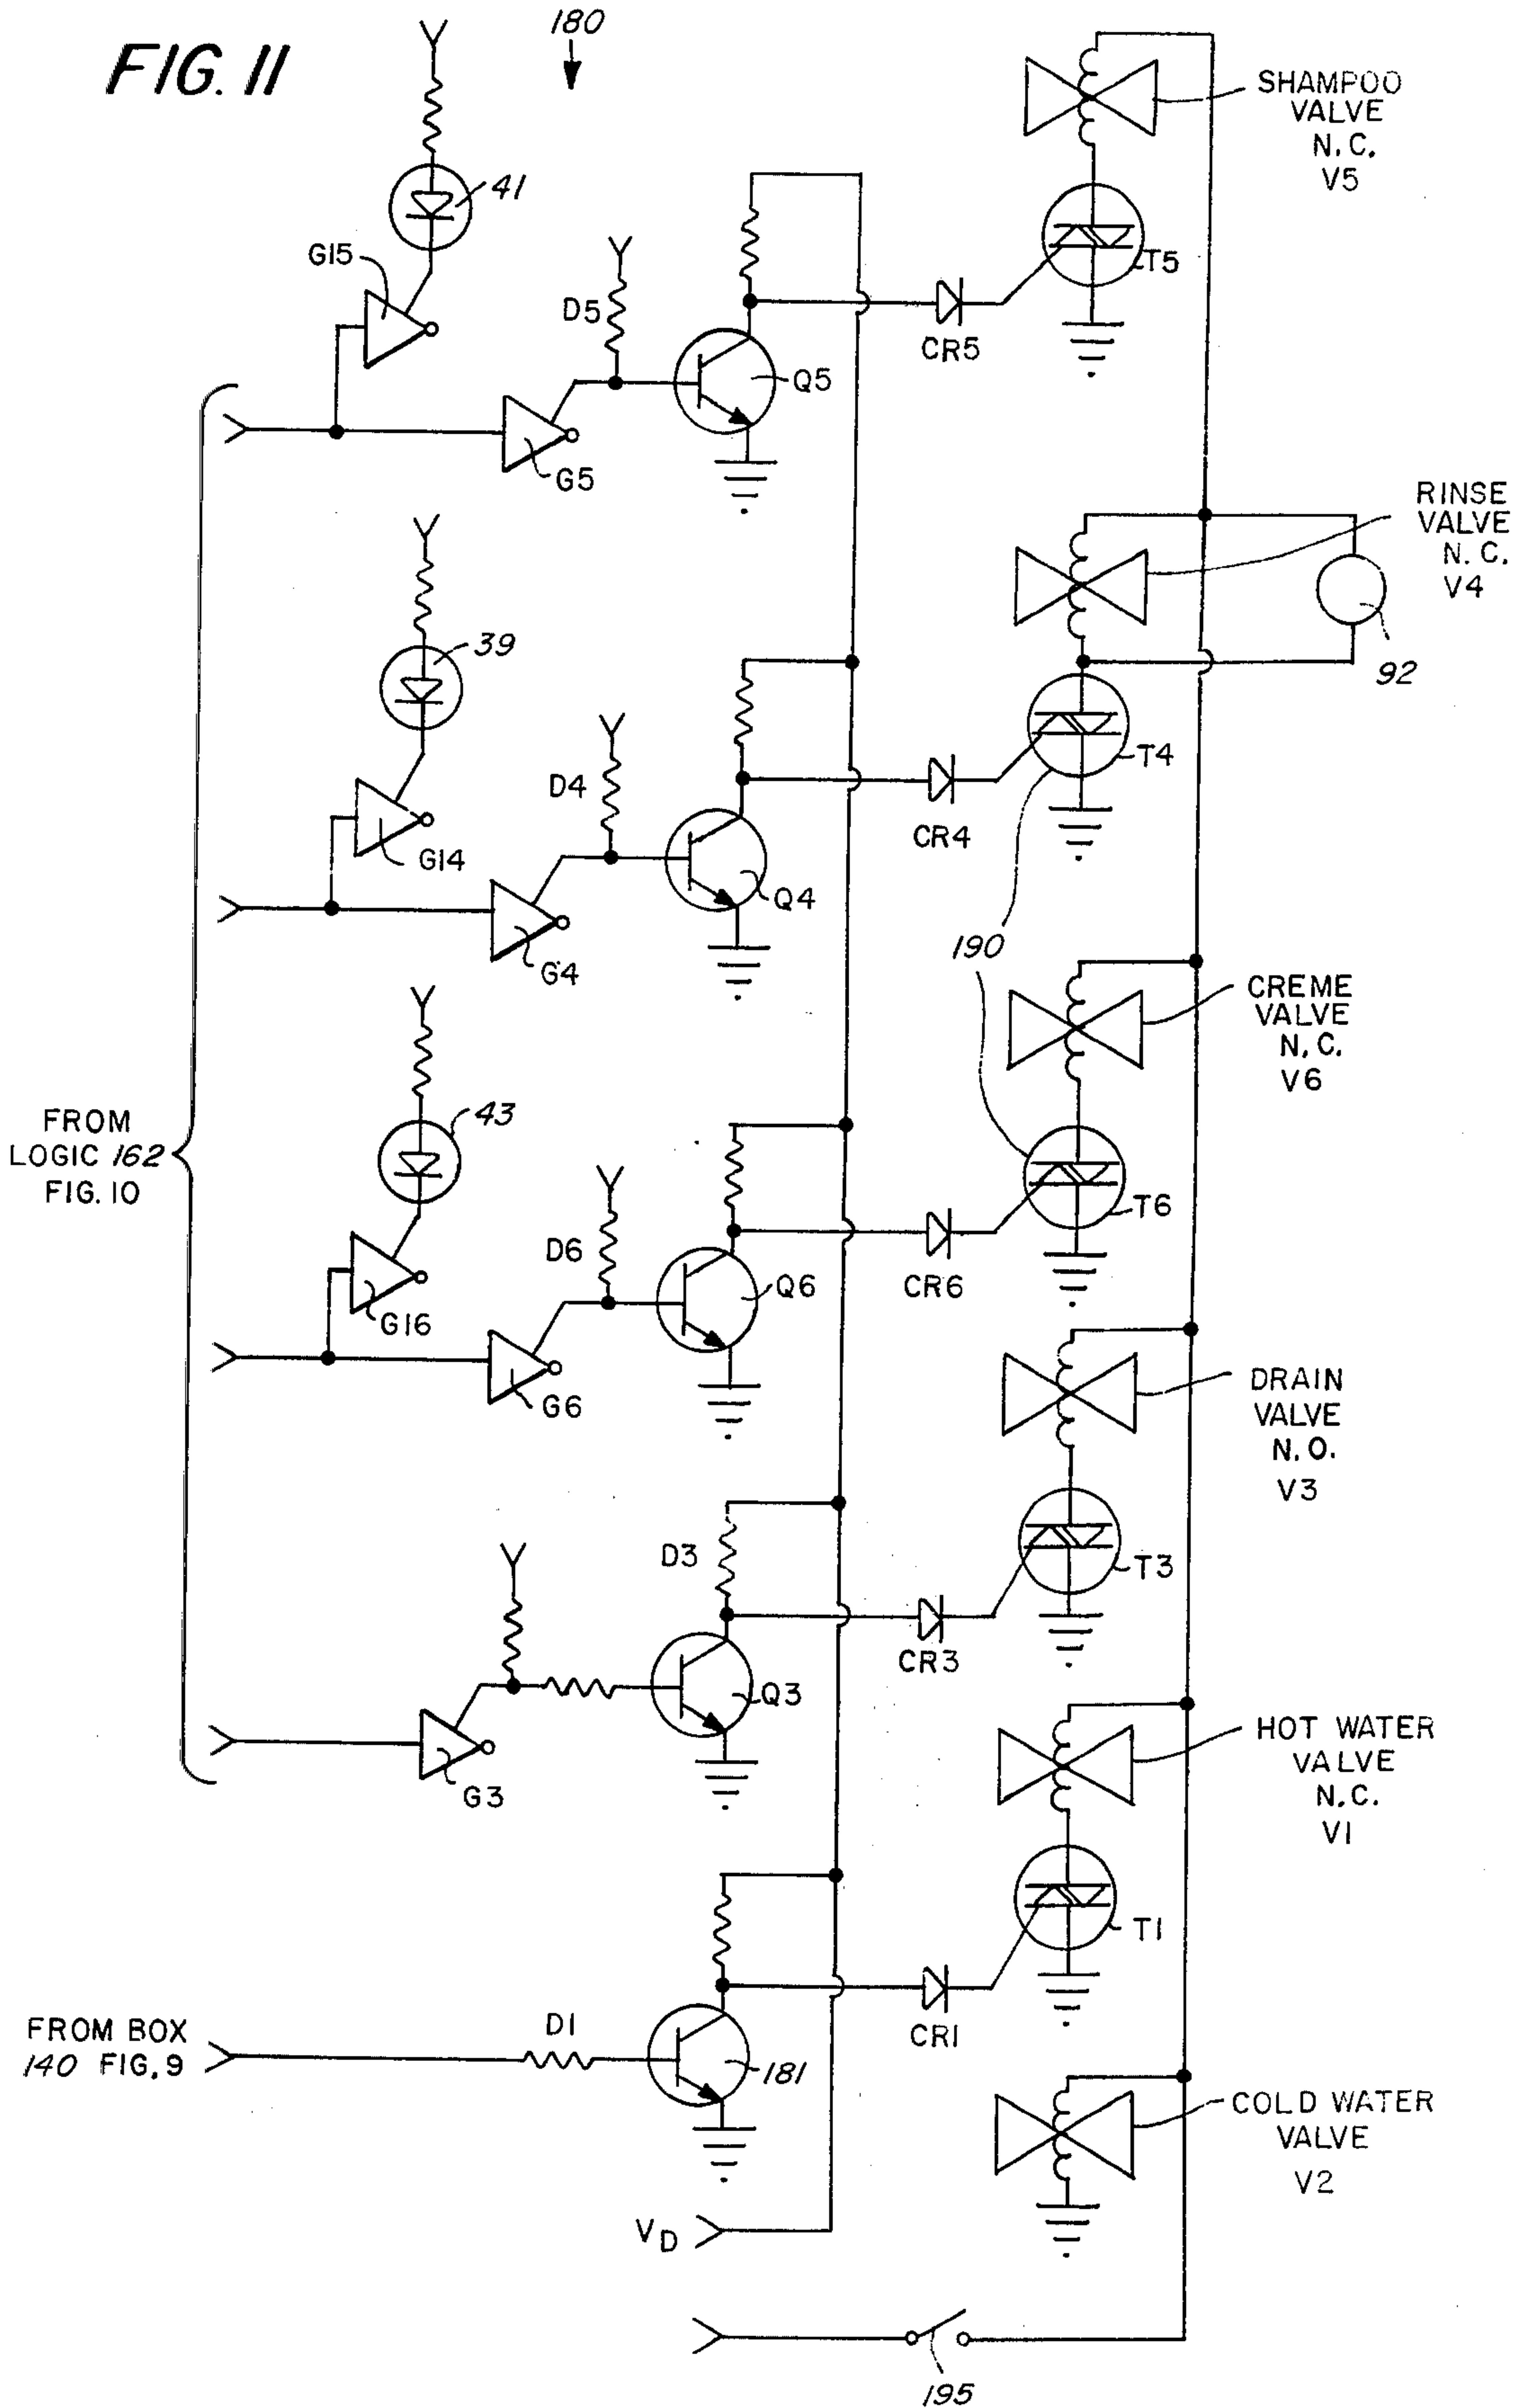 FIG. 11
180
SHAMPOO
VALVE
N. C.
V5
41
G15
T5
D5
CR5
Q5
G5
RINSE
VALVE
N. C.
V4
39
92
T4
D4
CR4
G14
Q4
G4
190
CREME
VALVE
N. C.
V6
FROM
LOGIC 162
FIG. 10
43
T6
D6
CR6
Q6
G16
G6
DRAIN
VALVE
N. O.
V3
D3
T3
CR3
Q3
G3
HOT WATER
VALVE
N. C.
V1
T1
FROM BOX
140 FIG. 9
D1
CR1
181
COLD WATER
VALVE
V2
VD
195